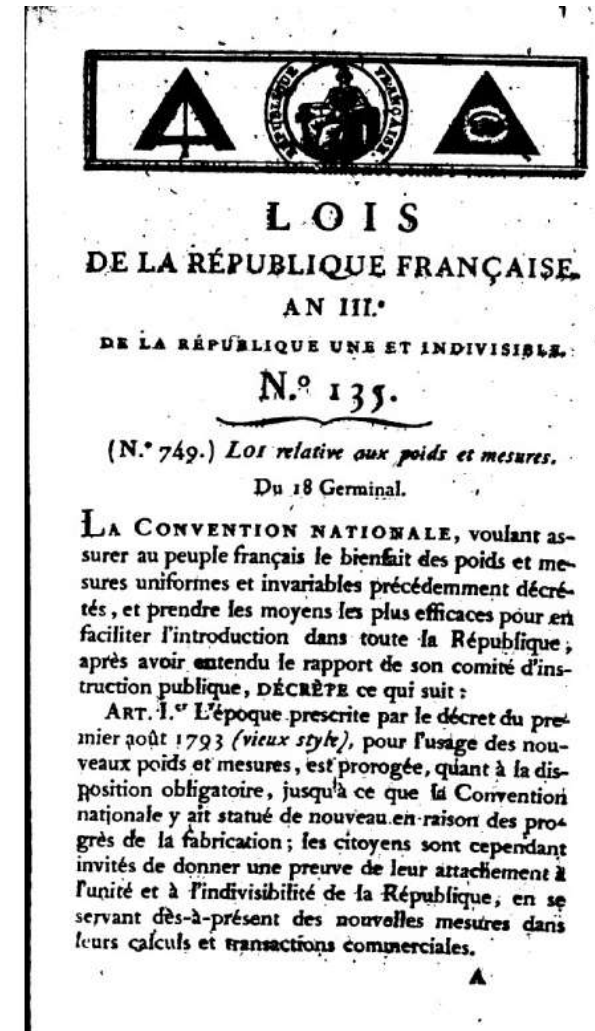 RÉPUBLIQUE FRANÇAISE.
LOIS
DE LA RÉPUBLIQUE FRANÇAISE.
AN III.e
DE LA RÉPUBLIQUE UNE ET INDIVISIBLE.
N.o 135.
(N.o 749.) LOI relative aux poids et mesures.
Du 18 Germinal.
LA CONVENTION NATIONALE, voulant as-
surer au peuple français le bienfait des poids et me-
sures uniformes et invariables précédemment décré-
tés, et prendre les moyens les plus efficaces pour en
faciliter l'introduction dans toute la République;
après avoir entendu le rapport de son comité d'ins-
truction publique, DÉCRÈTE ce qui suit:
ART. I.er L'époque prescrite par le décret du pre-
mier août 1793 (vieux style), pour l'usage des nou-
veaux poids et mesures, est prorogée, quant à la dis-
position obligatoire, jusqu'à ce que la Convention
nationale y ait statué de nouveau en raison des pro-
grès de la fabrication; les citoyens sont cependant
invités de donner une preuve de leur attachement à
l'unité et à l'indivisibilité de la République, en se
servant dès-à-présent des nouvelles mesures dans
leurs calculs et transactions commerciales.
A